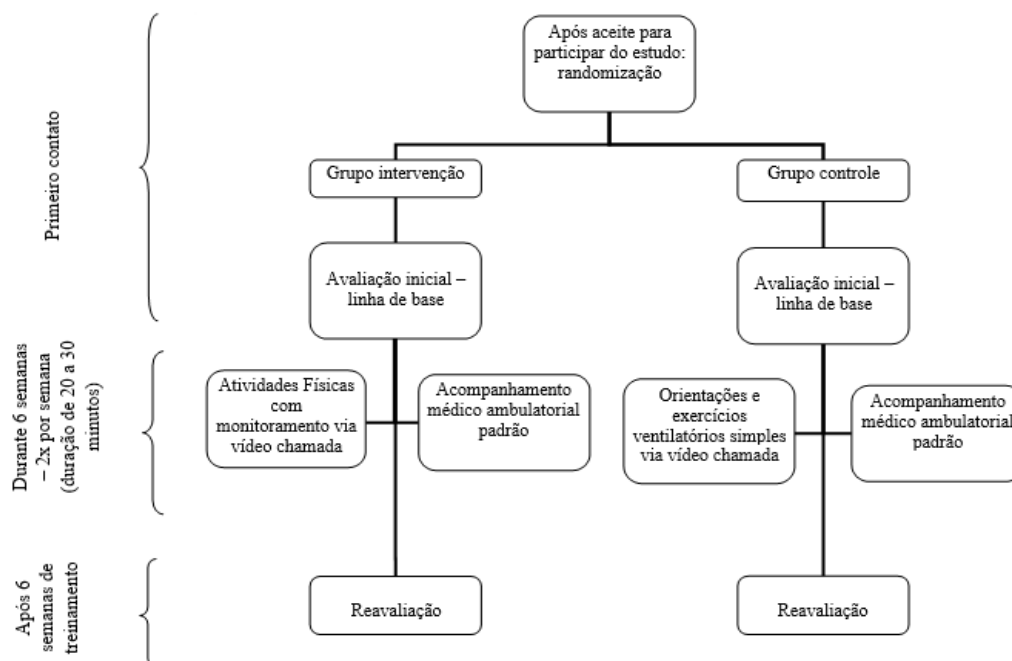 Após aceite para
participar do estudo:
randomização
Primeiro contato
Grupo intervenção
Grupo controle
Avaliação inicial –
linha de base
Avaliação inicial –
linha de base
Durante 6 semanas
– 2x por semana
(duração de 20 a 30
minutos)
Atividades Físicas
com
monitoramento via
vídeo chamada
Acompanhamento
médico ambulatorial
padrão
Orientações e
exercícios
ventilatórios simples
via vídeo chamada
Acompanhamento
médico ambulatorial
padrão
Após 6
semanas de
treinamento
Reavaliação
Reavaliação